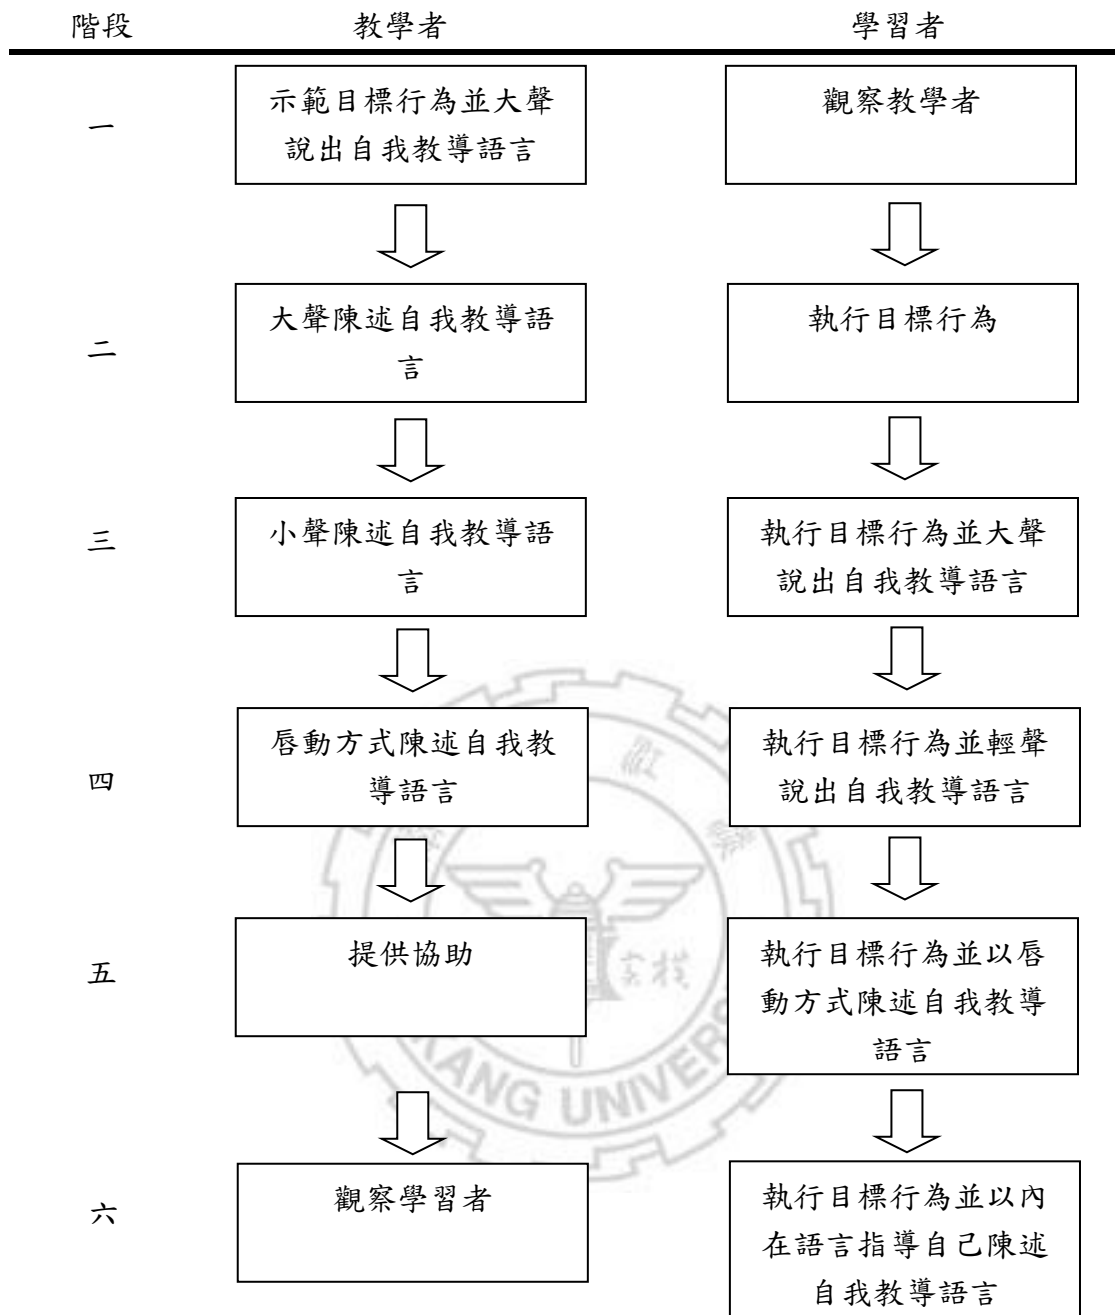 階段 教學者 學習者
一
示範目標行為並大聲
說出自我教導語言
觀察教學者
二
大聲陳述自我教導語
言
執行目標行為
三
小聲陳述自我教導語
言
執行目標行為並大聲
說出自我教導語言
四
唇動方式陳述自我教
導語言
執行目標行為並輕聲
說出自我教導語言
五
提供協助
執行目標行為並以唇
動方式陳述自我教導
語言
KANG UNIVERS
六
觀察學習者
執行目標行為並以內
在語言指導自己陳述
自我教導語言